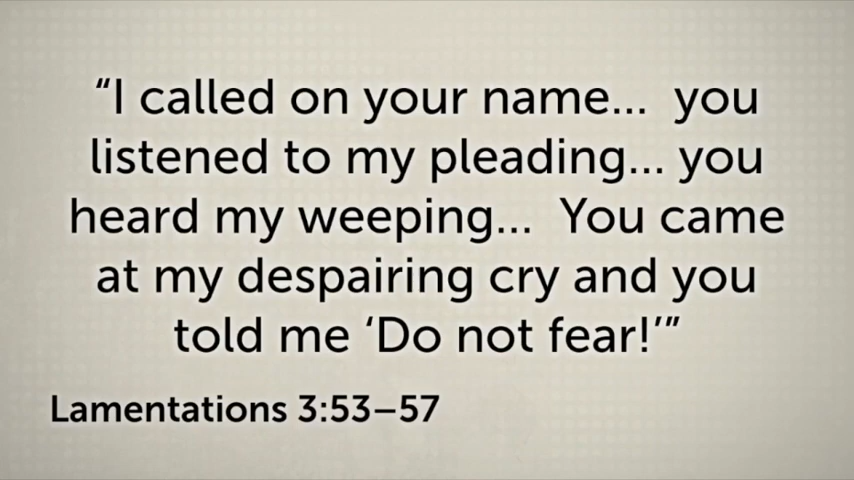 “I called on your name...  you
listened to my pleading... you
heard my weeping...  You came
at my despairing cry and you
told me ‘Do not fear!’”
Lamentations 3:53–57